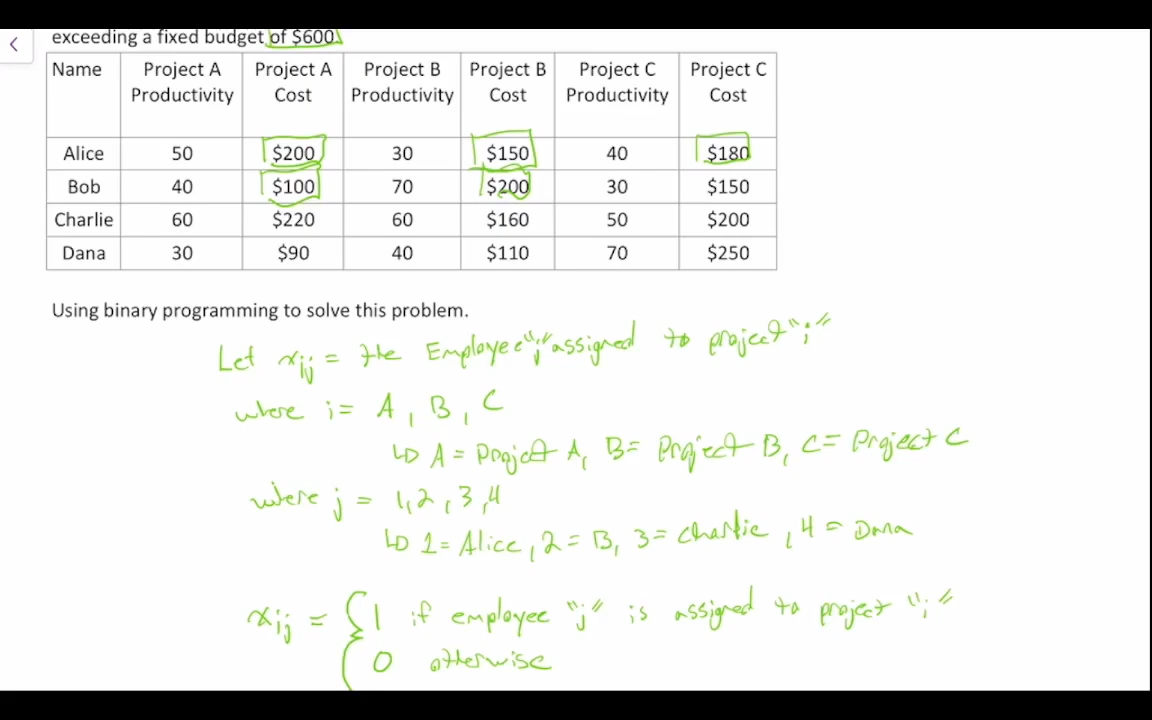 exceeding a fixed budget of $600.
Name Project A Productivity Project A Cost Project B Productivity Project B Cost Project C Productivity Project C Cost
Alice 50 $200 30 $150 40 $180
Bob 40 $100 70 $200 30 $150
Charlie 60 $220 60 $160 50 $200
Dana 30 $90 40 $110 70 $250
Using binary programming to solve this problem.
Let xij = the Employee "j" assigned to project "i"
where i = A, B, C
↳ A = Project A, B = Project B, C = Project C
where j = 1, 2, 3, 4
↳ 1 = Alice, 2 = B, 3 = Charlie, 4 = Dana
xij = { 1 if employee "j" is assigned to project "i"
0 otherwise